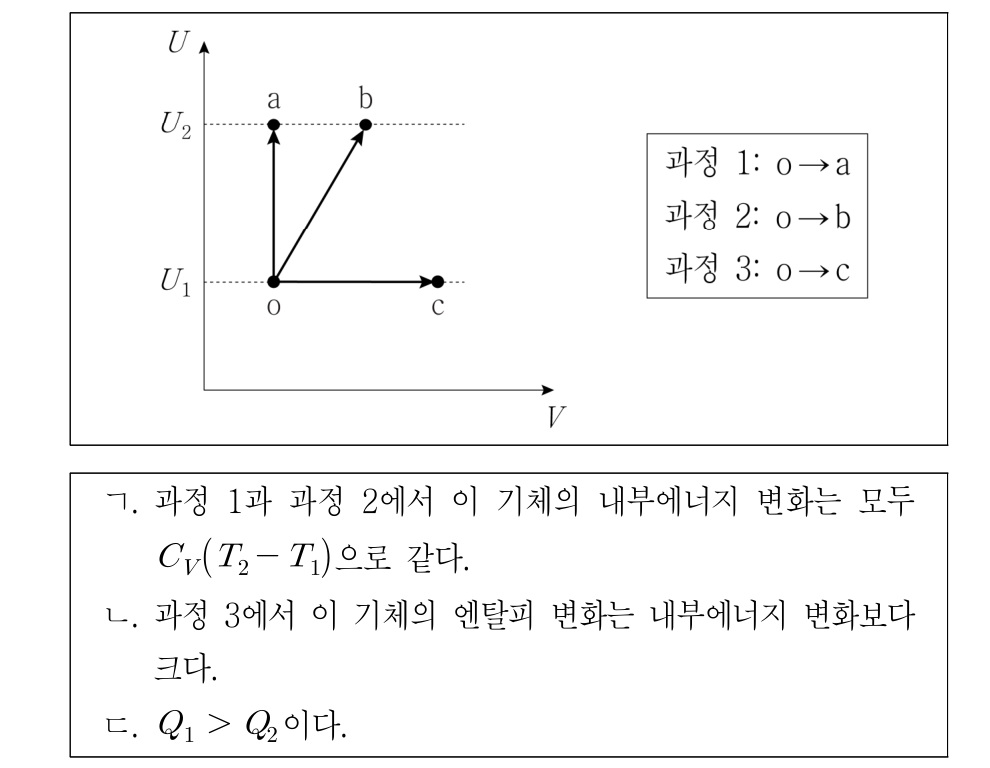 U
a
b
U₂
과정 1: o→a
과정 2: o→b
과정 3: o→c
U₁
o
c
V
ㄱ. 과정 1과 과정 2에서 이 기체의 내부에너지 변화는 모두
C_V(T₂−T₁)으로 같다.
ㄴ. 과정 3에서 이 기체의 엔탈피 변화는 내부에너지 변화보다
크다.
ㄷ. Q₁ > Q₂이다.